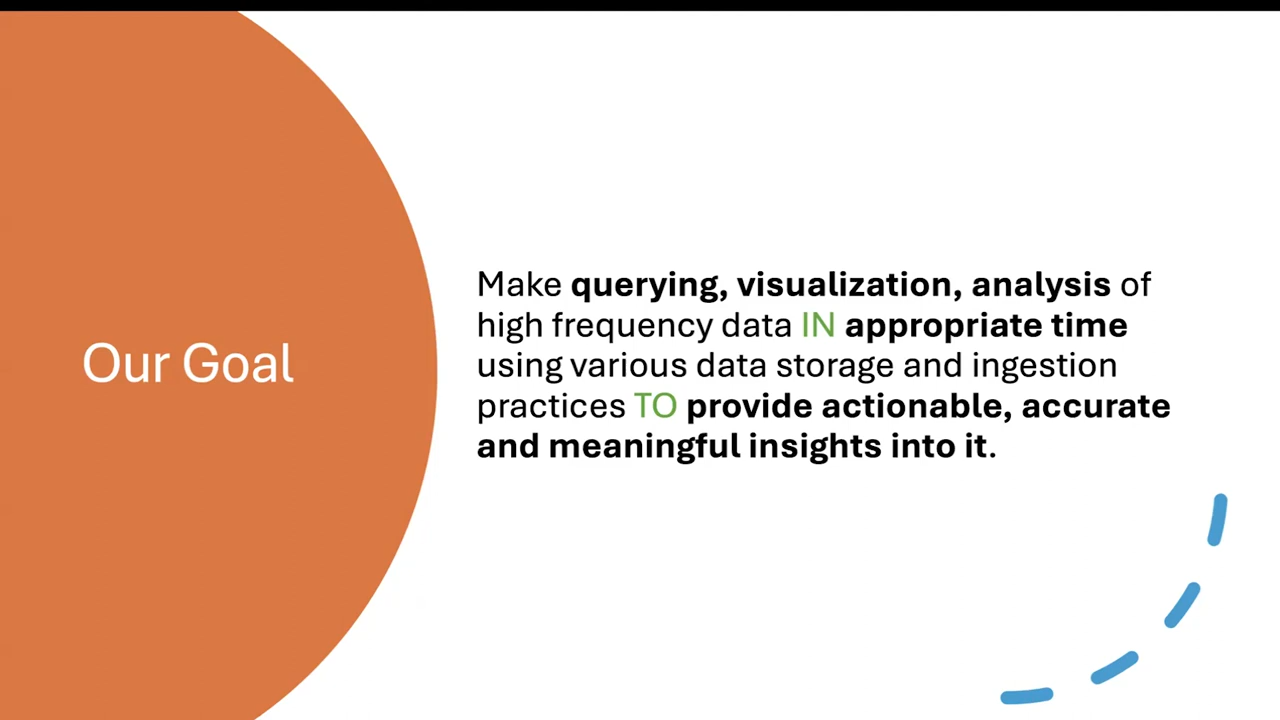 Our Goal
Make querying, visualization, analysis of
high frequency data IN appropriate time
using various data storage and ingestion
practices TO provide actionable, accurate
and meaningful insights into it.